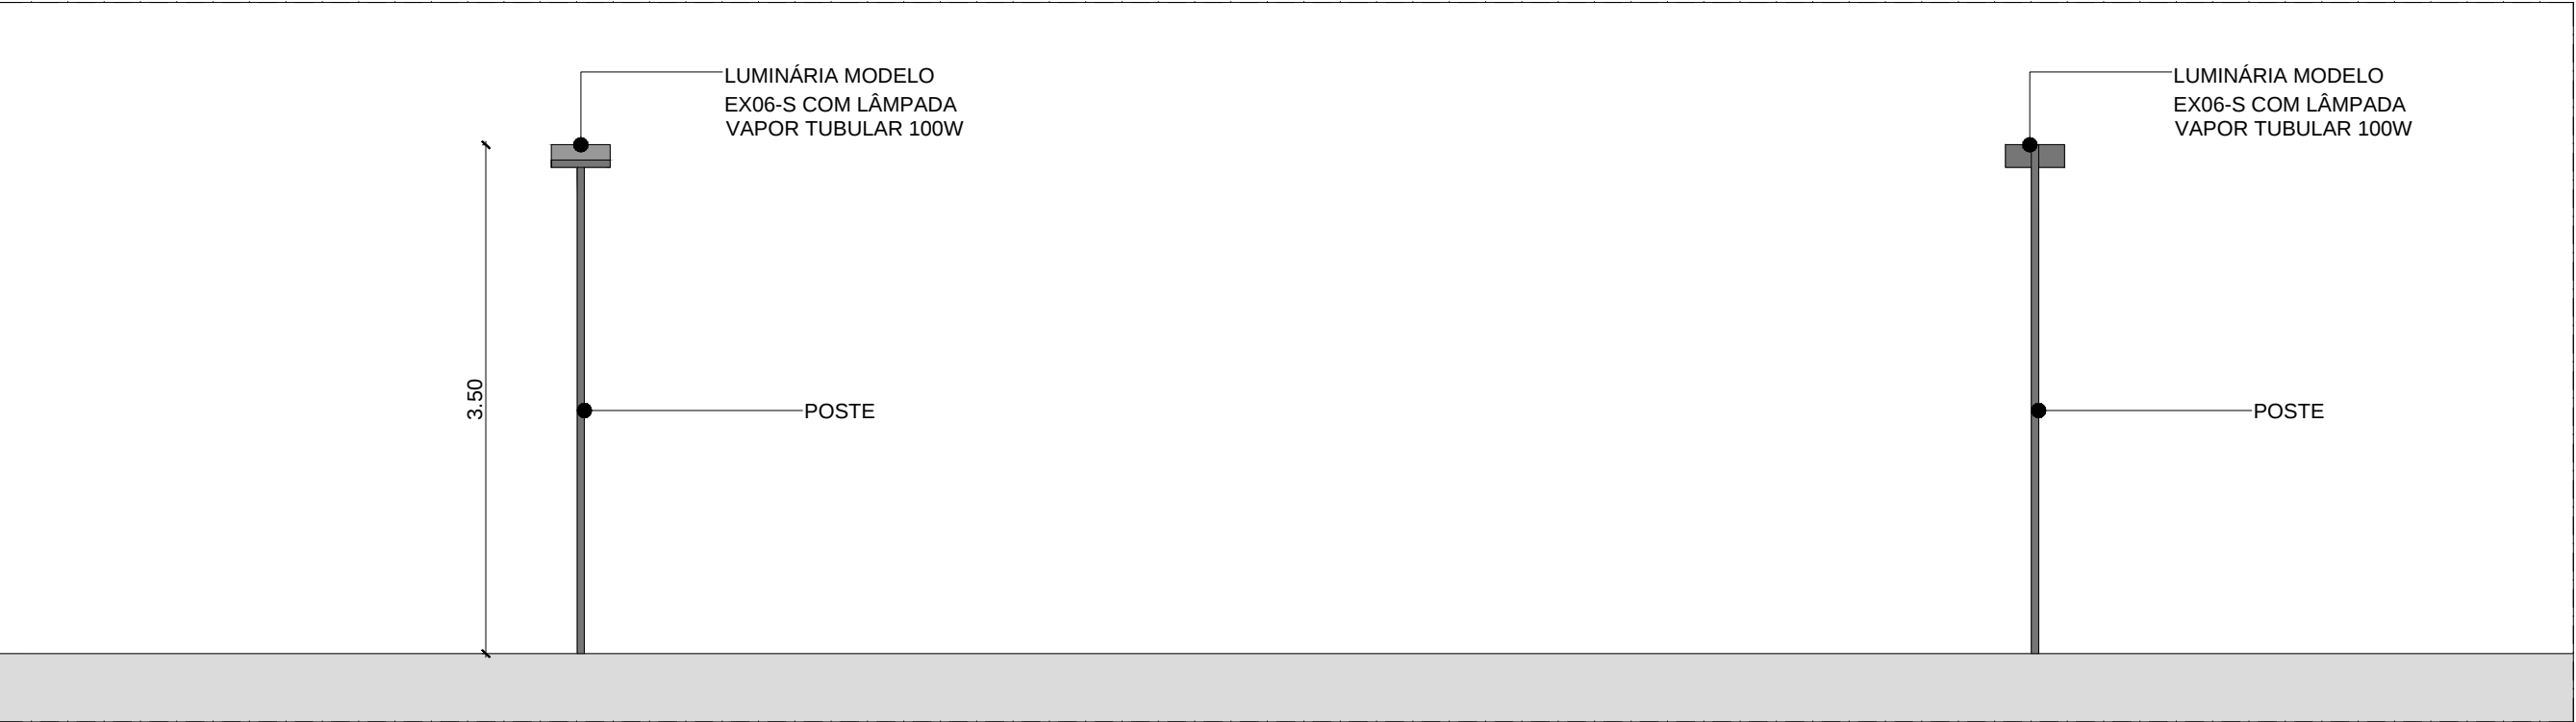 LUMINÁRIA MODELO
EX06-S COM LÂMPADA
VAPOR TUBULAR 100W
LUMINÁRIA MODELO
EX06-S COM LÂMPADA
VAPOR TUBULAR 100W
3.50
POSTE
POSTE